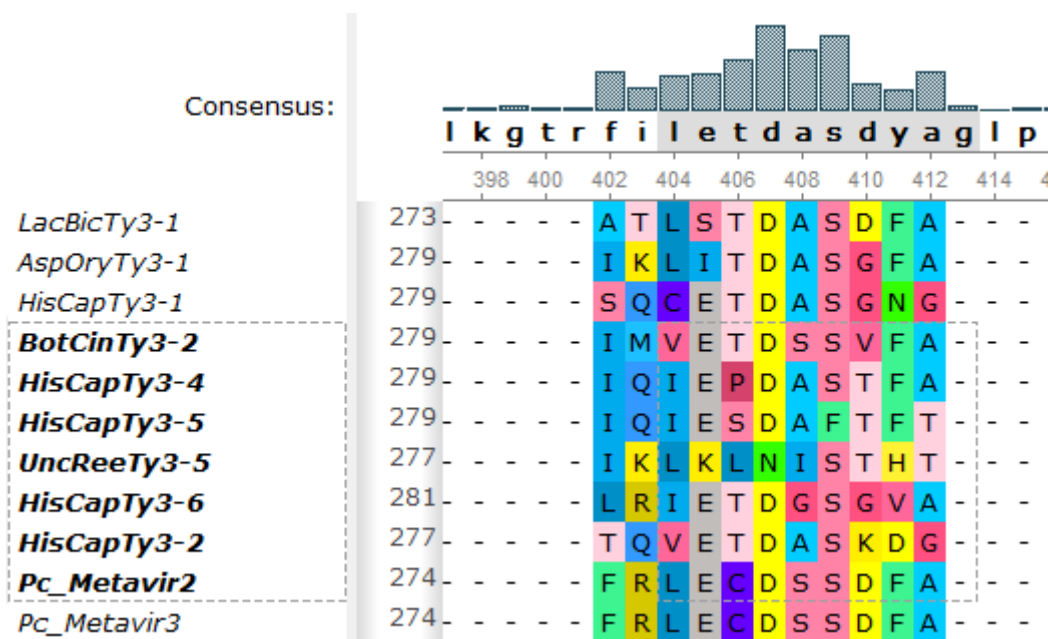 Consensus:
l k g t r f i l e t d a s d y a g l p
398 400 402 404 406 408 410 412 414 4
LacBicTy3-1 273 - - - - - A T L S T D A S D F A - - -
AspOryTy3-1 279 - - - - - I K L I T D A S G F A - - -
HisCapTy3-1 279 - - - - - S Q C E T D A S G N G - - -
BotCinTy3-2 279 - - - - - I M V E T D S S V F A - - -
HisCapTy3-4 279 - - - - - I Q I E P D A S T F A - - -
HisCapTy3-5 279 - - - - - I Q I E S D A F T F T - - -
UncReeTy3-5 277 - - - - - I K L K L N I S T H T - - -
HisCapTy3-6 281 - - - - - L R I E T D G S G V A - - -
HisCapTy3-2 277 - - - - - T Q V E T D A S K D G - - -
Pc_Metavir2 274 - - - - - F R L E C D S S D F A - - -
Pc_Metavir3 274 - - - - - F R L E C D S S D F A - - -